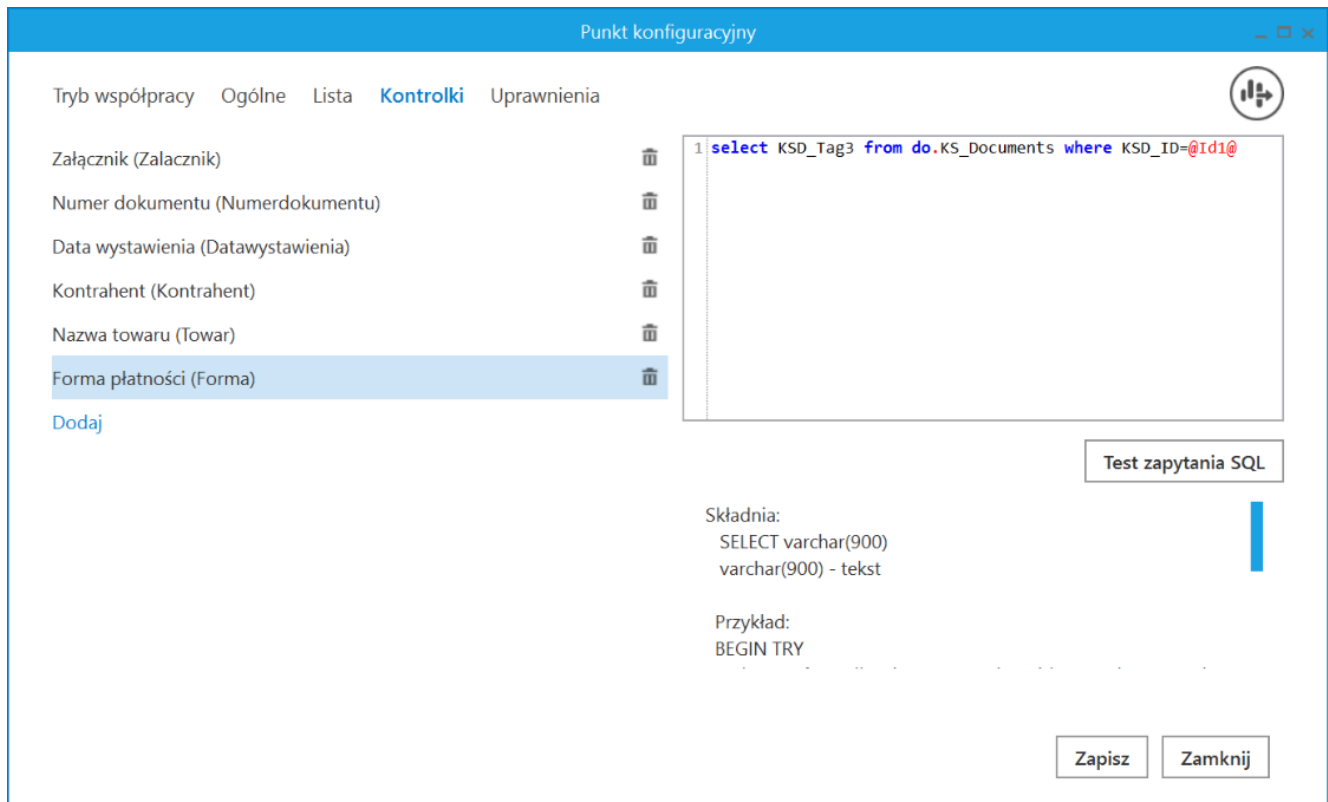 Punkt konfiguracyjny
Tryb współpracy Ogólne Lista Kontrolki Uprawnienia
Załącznik (Zalacznik)
Numer dokumentu (Numerdokumentu)
Data wystawienia (Datawystawienia)
Kontrahent (Kontrahent)
Nazwa towaru (Towar)
Forma płatności (Forma)
Dodaj
1 select KSD_Tag3 from do.KS_Documents where KSD_ID=@Id1@
Test zapytania SQL
Składnia:
SELECT varchar(900)
varchar(900) - tekst
Przykład:
BEGIN TRY
Zapisz Zamknij